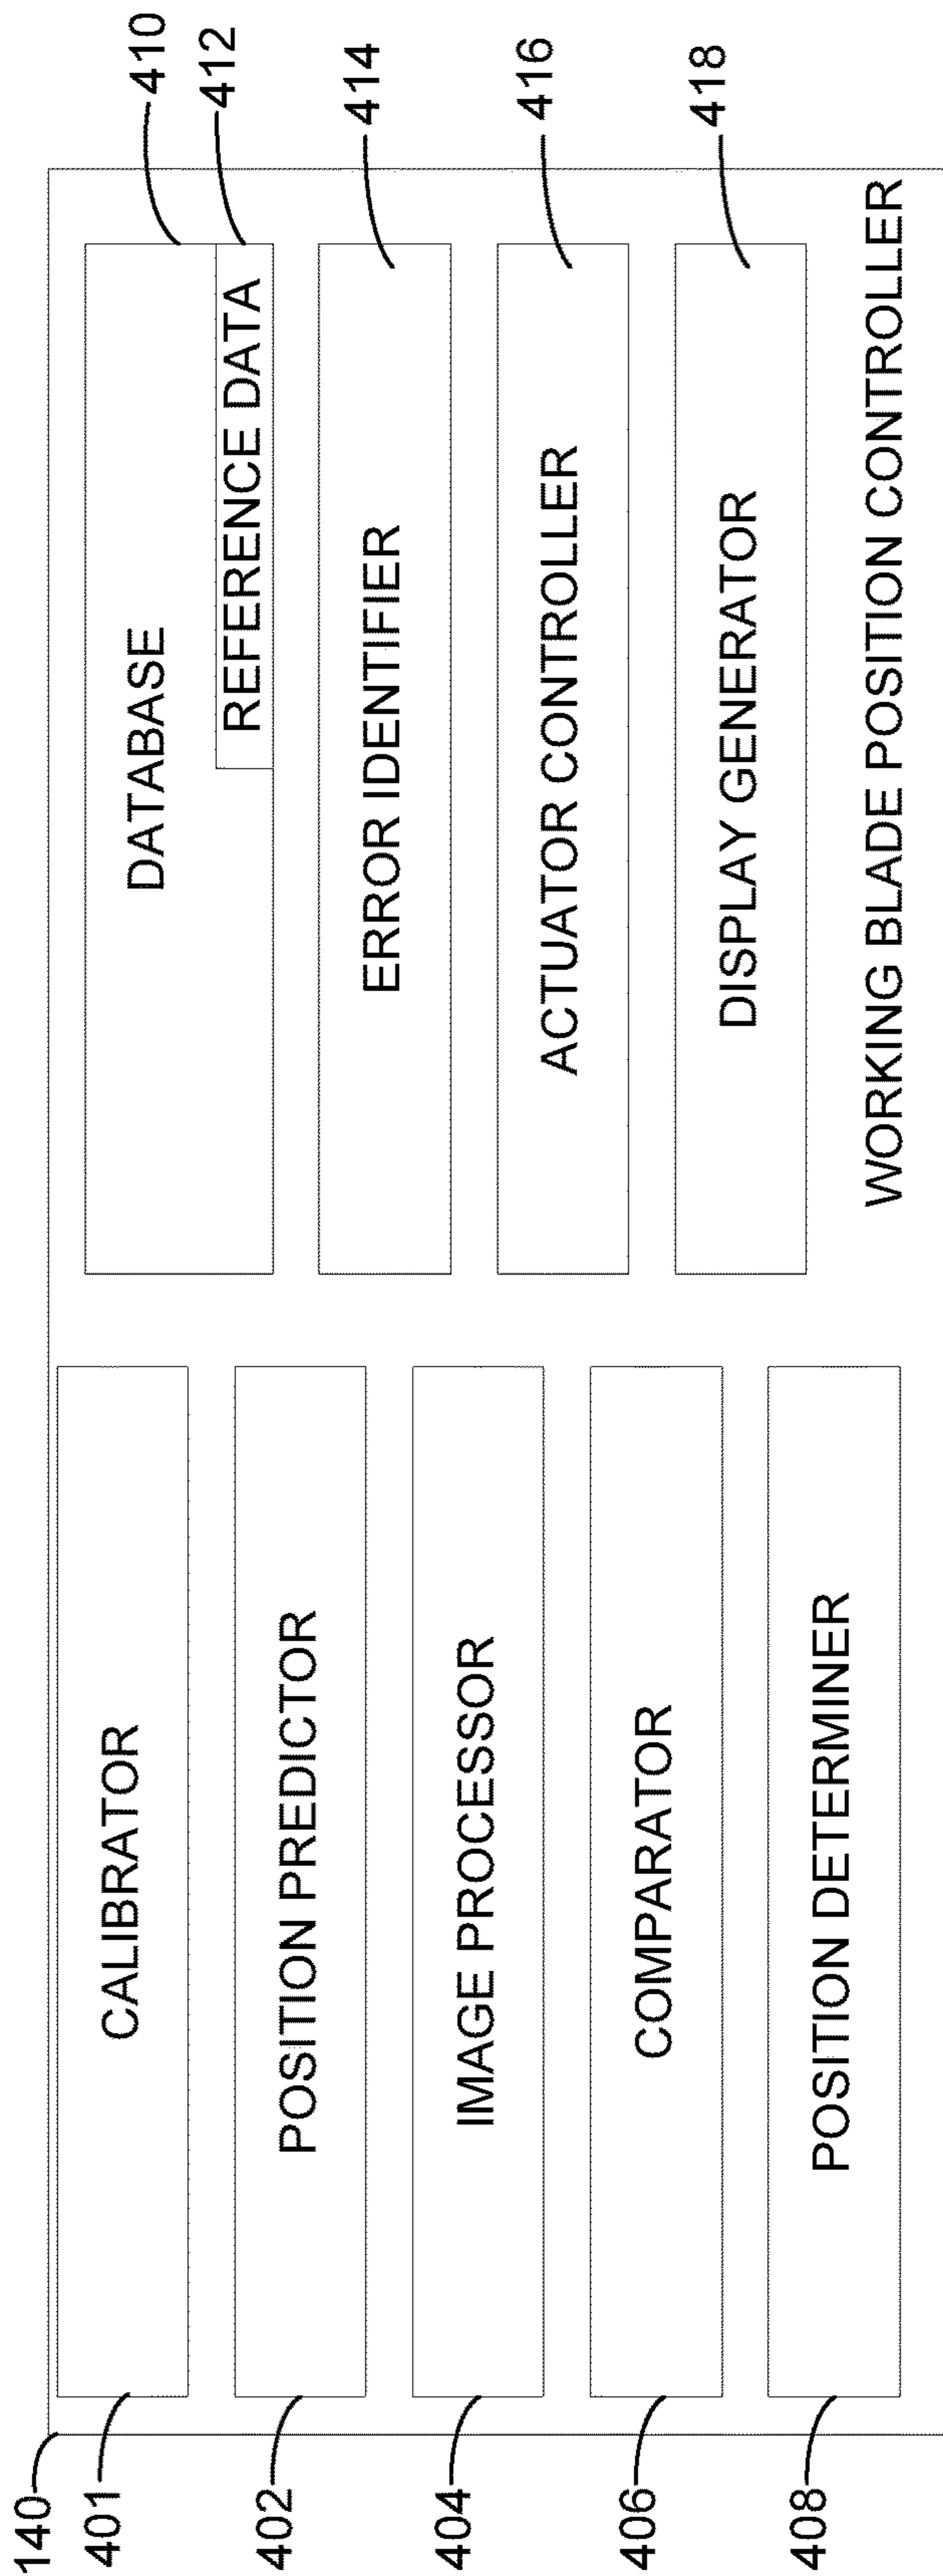 140
401
CALIBRATOR
402
POSITION PREDICTOR
404
IMAGE PROCESSOR
406
COMPARATOR
408
POSITION DETERMINER
DATABASE
410
REFERENCE DATA
412
ERROR IDENTIFIER
414
ACTUATOR CONTROLLER
416
DISPLAY GENERATOR
418
WORKING BLADE POSITION CONTROLLER